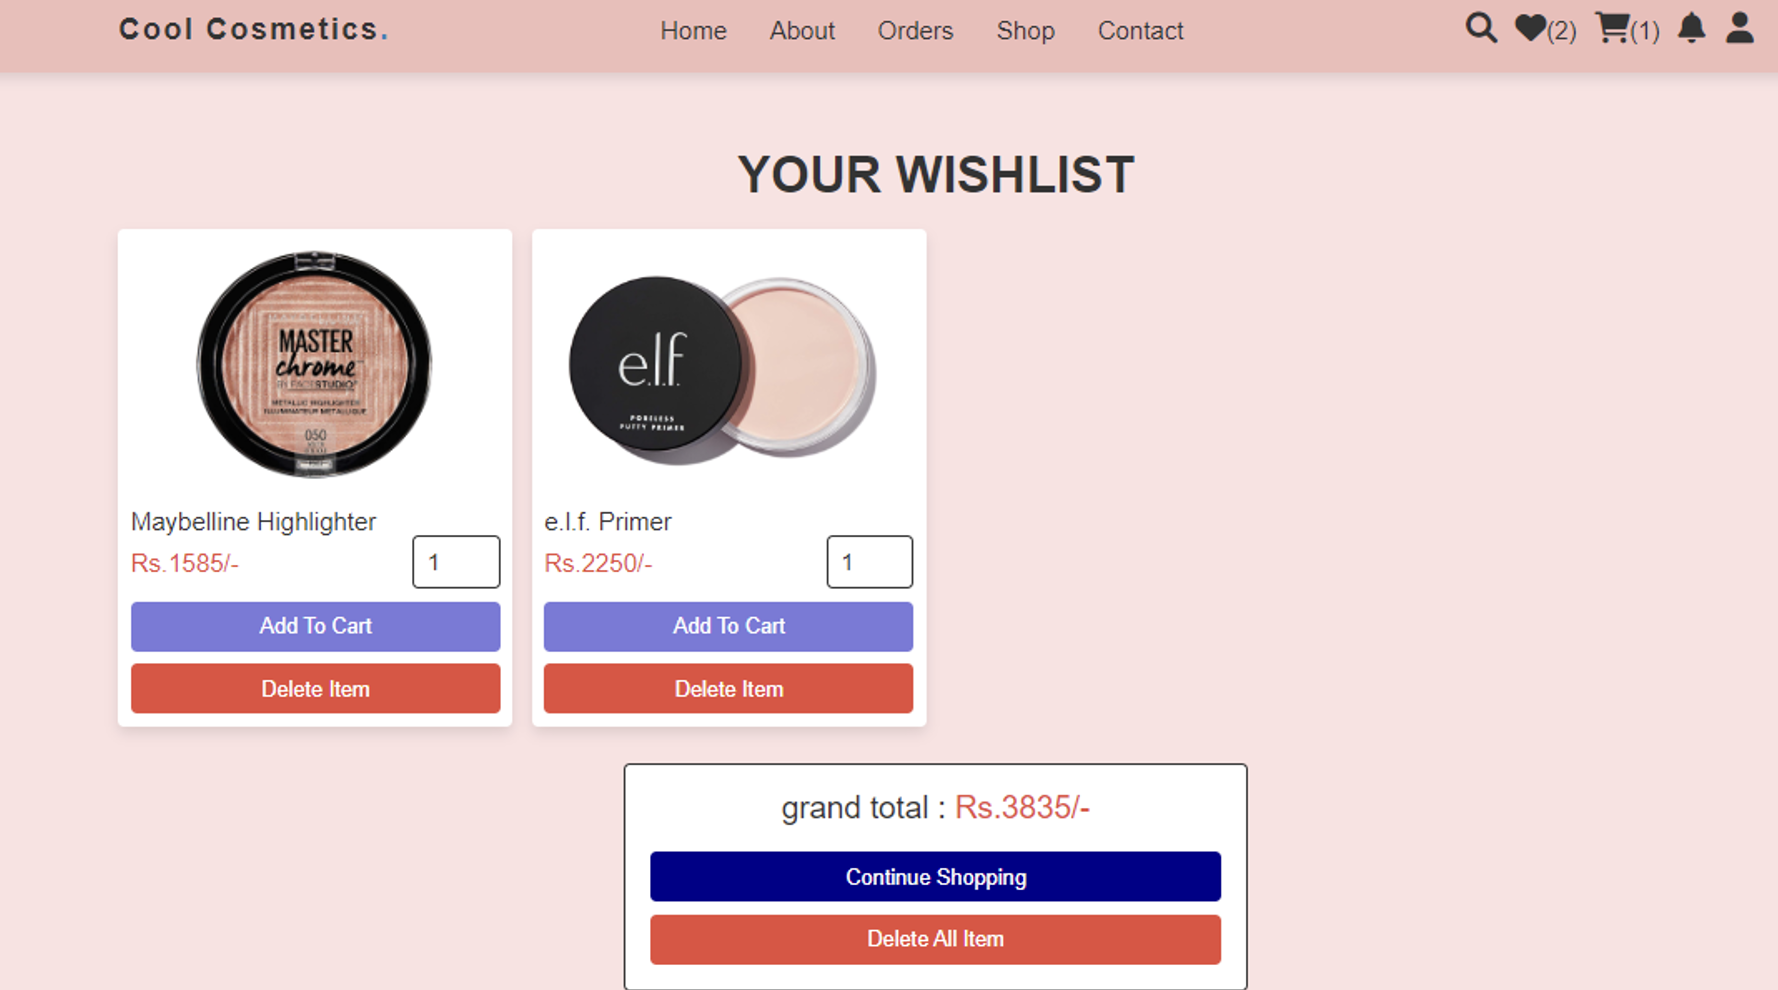 Cool Cosmetics.
Home About Orders Shop Contact
(2) (1)
YOUR WISHLIST
MASTER
chrome
BY FACESTUDIO
METALLIC HIGHLIGHTER
ILLUMINATEUR METALLIQUE
050
e.l.f.
PORELESS
PUTTY PRIMER
Maybelline Highlighter
Rs.1585/-
1
Add To Cart
Delete Item
e.l.f. Primer
Rs.2250/-
1
Add To Cart
Delete Item
grand total : Rs.3835/-
Continue Shopping
Delete All Item